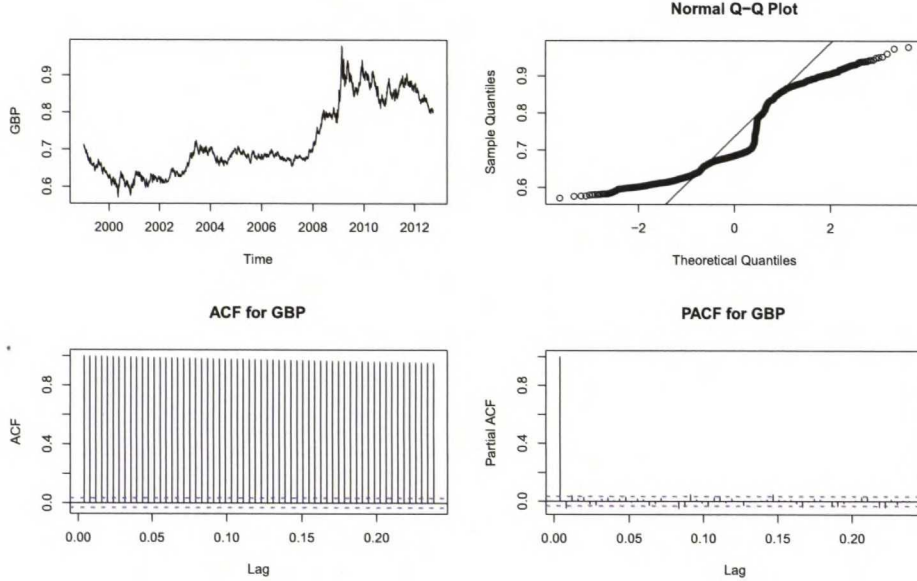 GBP
0.6 0.7 0.8 0.9
2000 2002 2004 2006 2008 2010 2012
Time
Normal Q−Q Plot
Sample Quantiles
0.6 0.7 0.8 0.9
−2 0 2
Theoretical Quantiles
ACF for GBP
ACF
0.0 0.4 0.8
0.00 0.05 0.10 0.15 0.20
Lag
PACF for GBP
Partial ACF
0.0 0.4 0.8
0.00 0.05 0.10 0.15 0.20
Lag